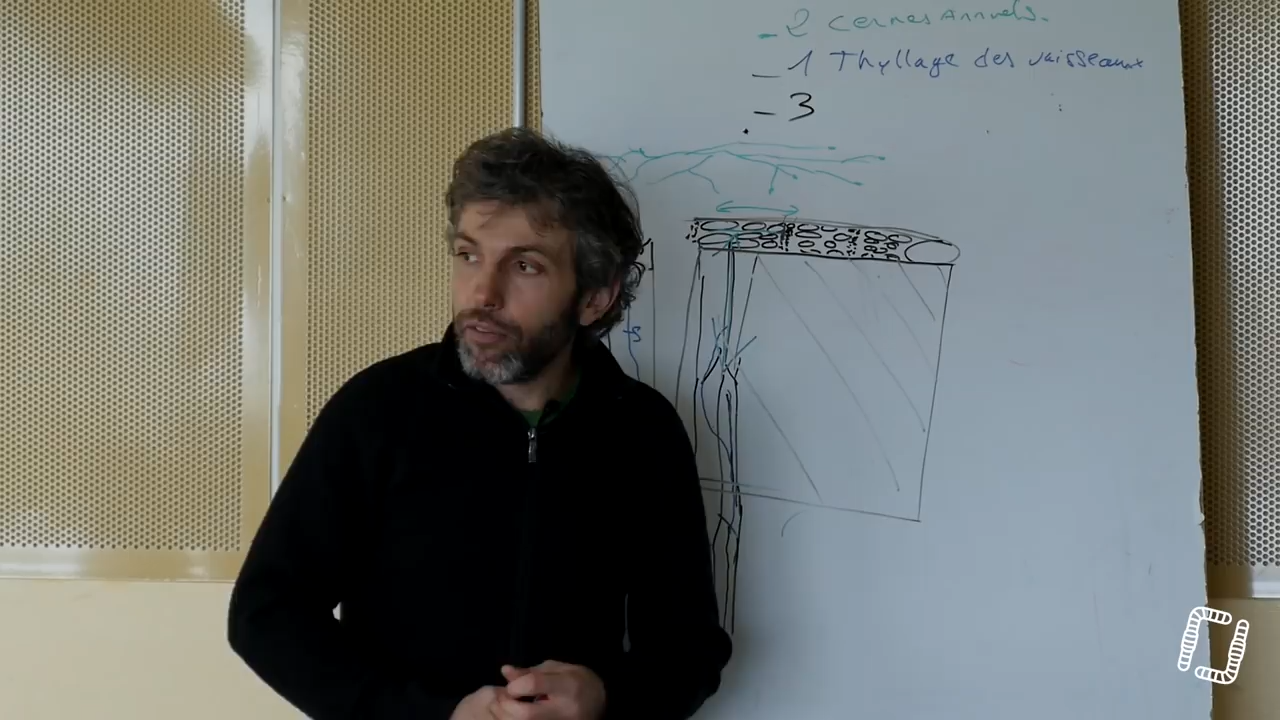 - 2 cernes Annuels.
- 1 Thyllage des vaisseaux
- 3